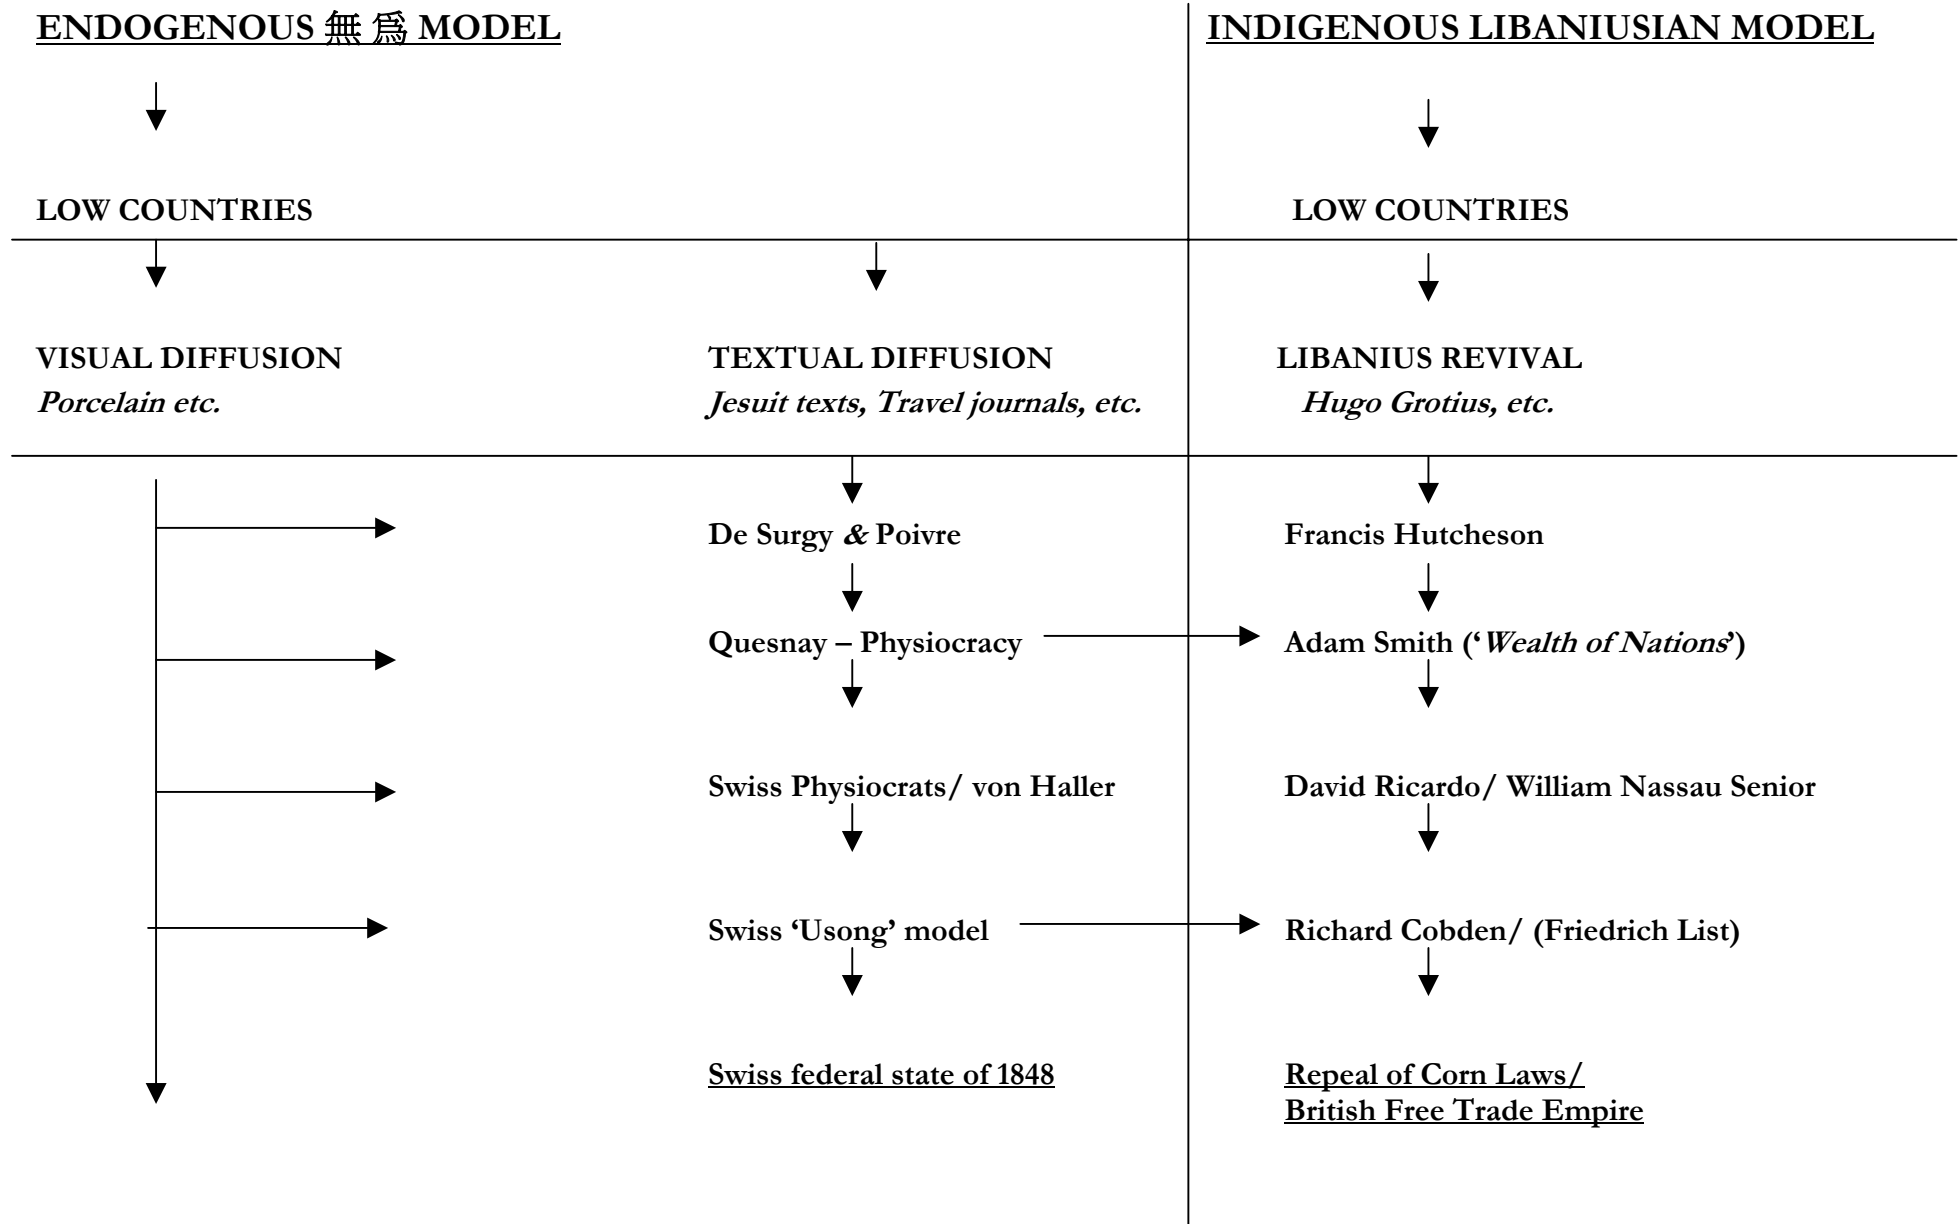 ENDOGENOUS 無 爲 MODEL
INDIGENOUS LIBANIUSIAN MODEL
LOW COUNTRIES
LOW COUNTRIES
VISUAL DIFFUSION
Porcelain etc.
TEXTUAL DIFFUSION
Jesuit texts, Travel journals, etc.
LIBANIUS REVIVAL
Hugo Grotius, etc.
De Surgy & Poivre
Francis Hutcheson
Quesnay – Physiocracy
Adam Smith (‘Wealth of Nations’)
Swiss Physiocrats/ von Haller
David Ricardo/ William Nassau Senior
Swiss ‘Usong’ model
Richard Cobden/ (Friedrich List)
Swiss federal state of 1848
Repeal of Corn Laws/
British Free Trade Empire